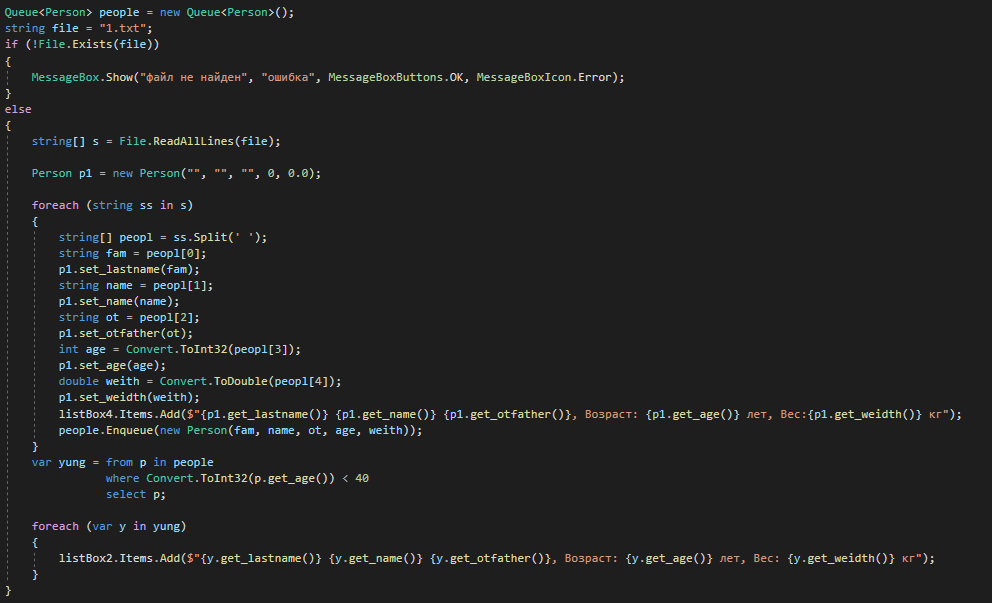 Queue<Person> people = new Queue<Person>();
string file = "1.txt";
if (!File.Exists(file))
{
    MessageBox.Show("файл не найден", "ошибка", MessageBoxButtons.OK, MessageBoxIcon.Error);
}
else
{
    string[] s = File.ReadAllLines(file);

    Person p1 = new Person("", "", "", 0, 0.0);

    foreach (string ss in s)
    {
        string[] peopl = ss.Split(' ');
        string fam = peopl[0];
        p1.set_lastname(fam);
        string name = peopl[1];
        p1.set_name(name);
        string ot = peopl[2];
        p1.set_otfather(ot);
        int age = Convert.ToInt32(peopl[3]);
        p1.set_age(age);
        double weith = Convert.ToDouble(peopl[4]);
        p1.set_weidth(weith);
        listBox4.Items.Add($"{p1.get_lastname()} {p1.get_name()} {p1.get_otfather()}, Возраст: {p1.get_age()} лет, Вес:{p1.get_weidth()} кг");
        people.Enqueue(new Person(fam, name, ot, age, weith));
    }
    var yung = from p in people
               where Convert.ToInt32(p.get_age()) < 40
               select p;

    foreach (var y in yung)
    {
        listBox2.Items.Add($"{y.get_lastname()} {y.get_name()} {y.get_otfather()}, Возраст: {y.get_age()} лет, Вес: {y.get_weidth()} кг");
    }
}